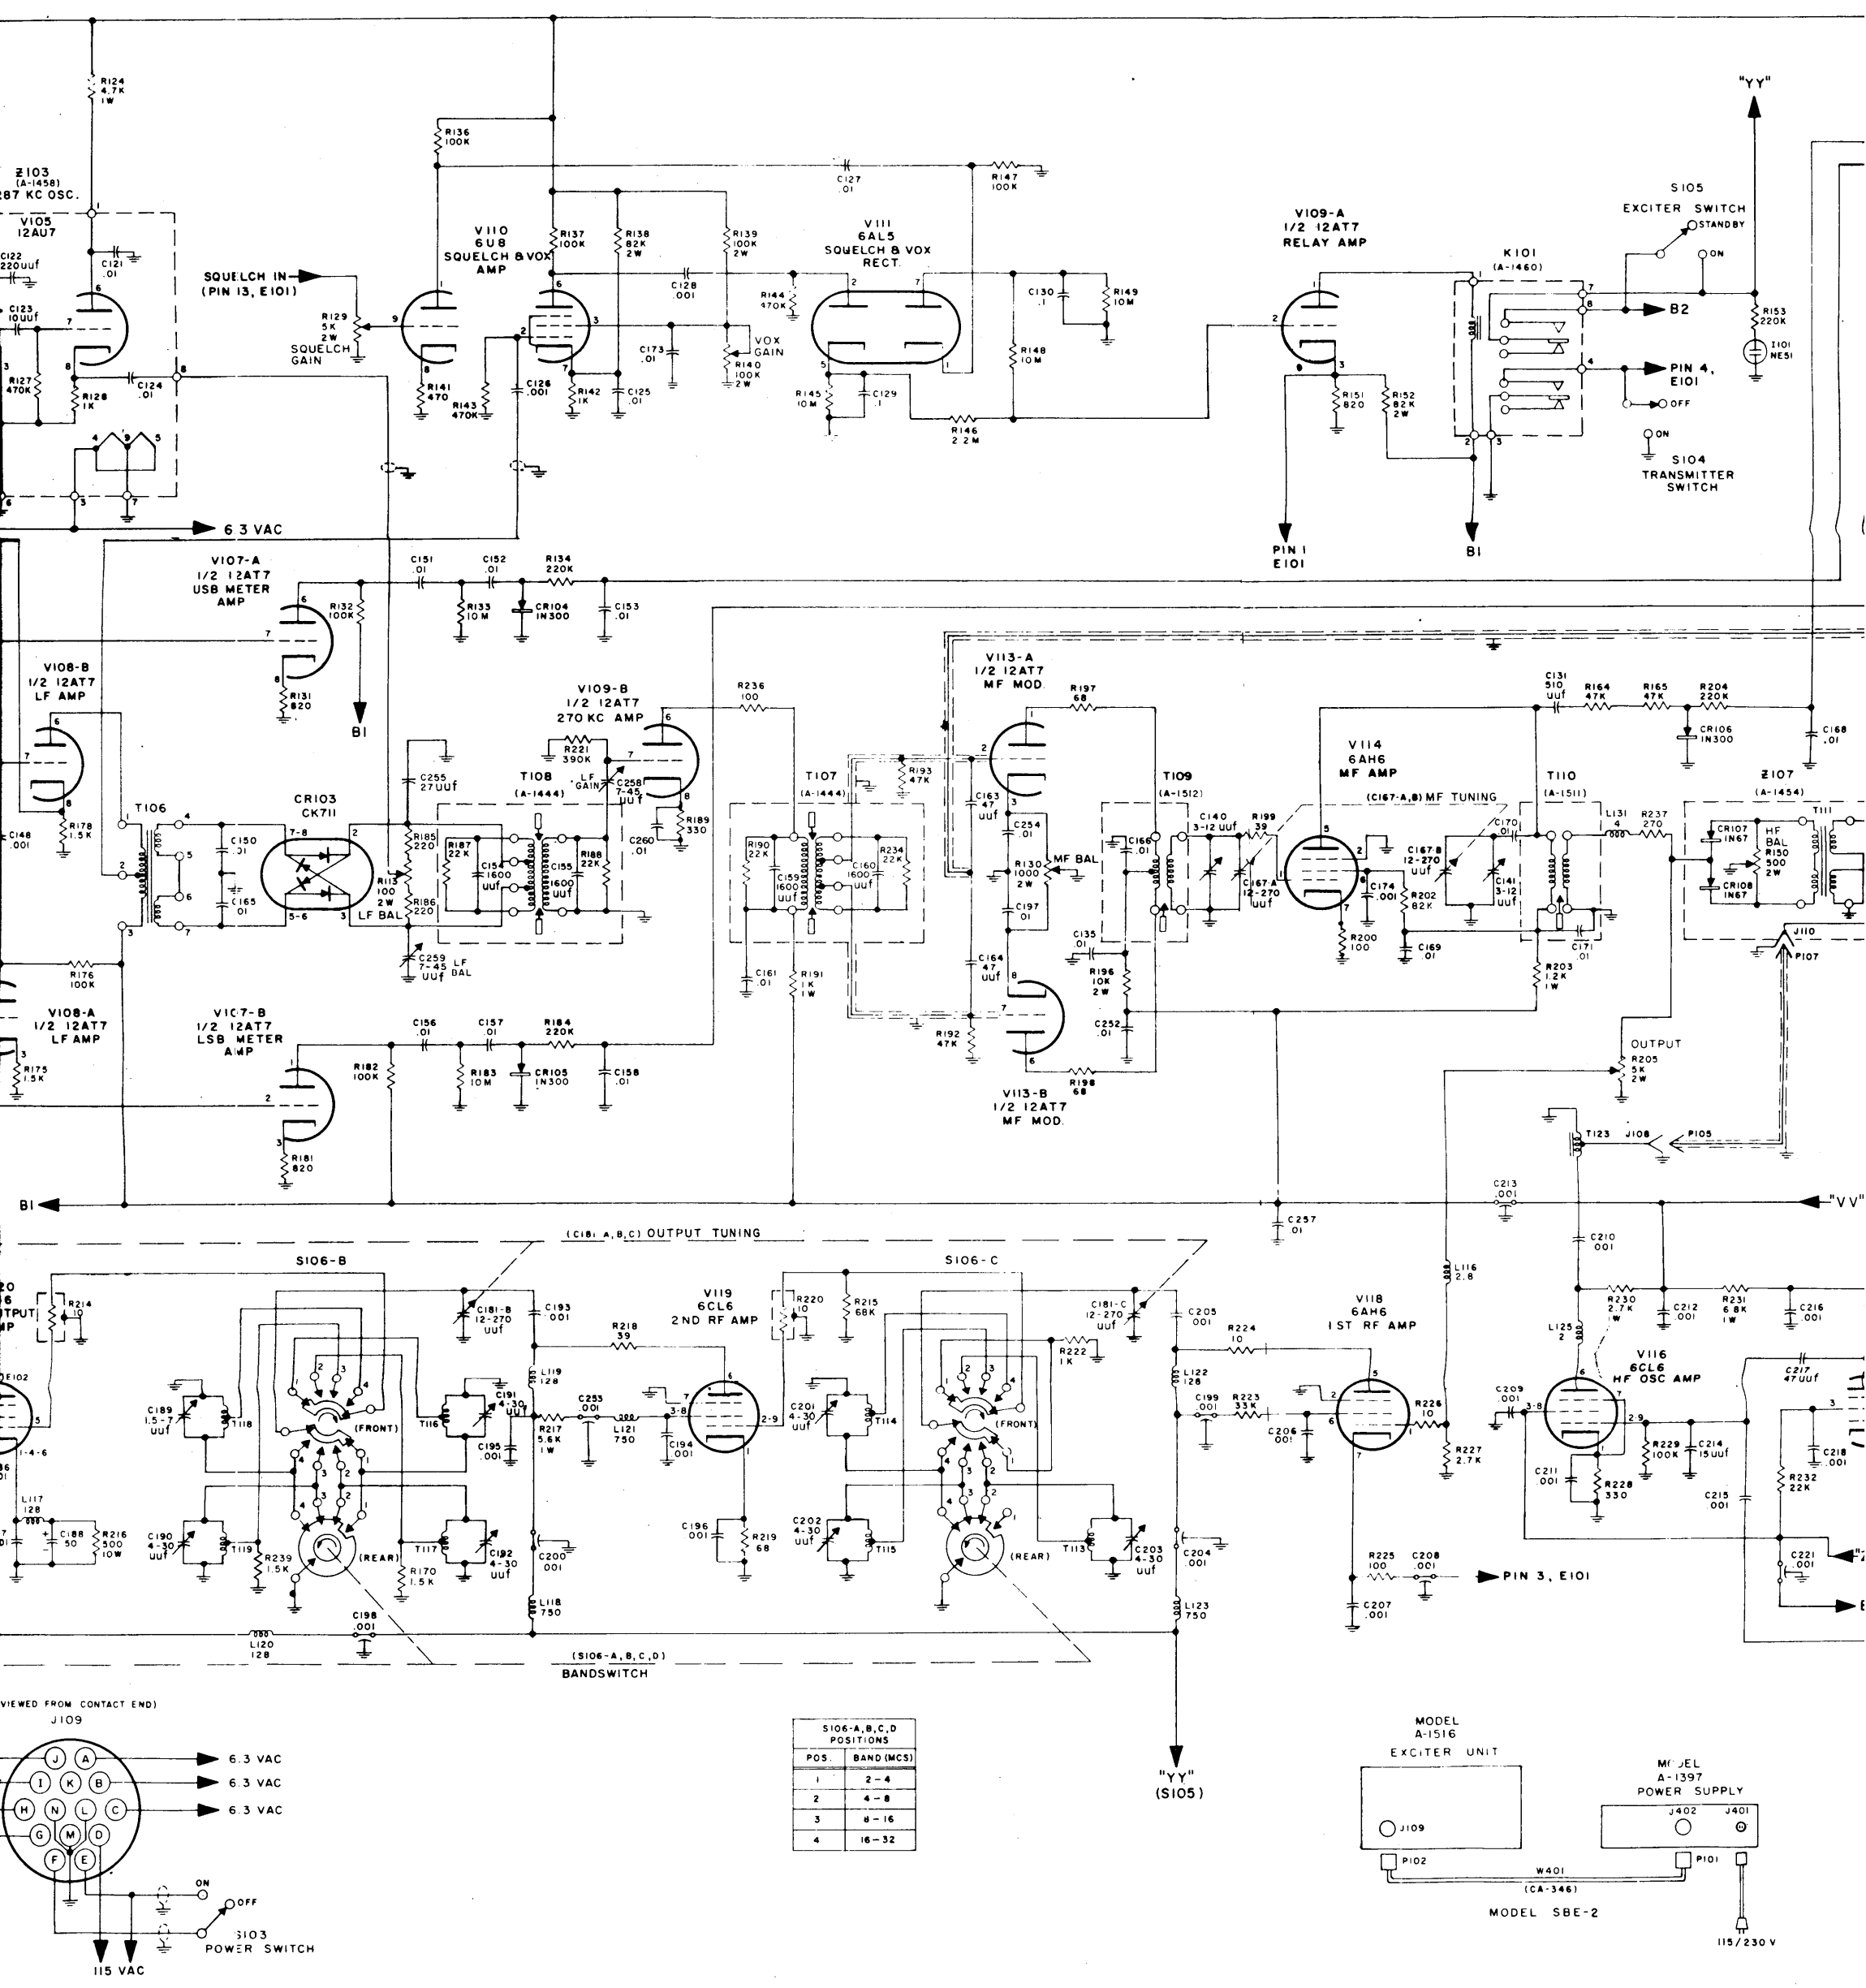 R124
4.7K
1W
"YY"
R136
100K
Z103
(A-1458)
287 KC OSC.
V105
12AU7
C127
.01
R147
100K
S105
EXCITER SWITCH
STANDBY
ON
V109-A
1/2 12AT7
RELAY AMP
V110
6U8
SQUELCH & VOX
AMP
R137
100K
R138
82K
2W
R139
100K
2W
V111
6AL5
SQUELCH & VOX
RECT.
K101
(A-1460)
C122
220uuf
C121
.01
SQUELCH IN
(PIN 13, E101)
C128
.001
R144
470K
C130
.1
R149
10M
C123
10uuf
R129
5K
2W
SQUELCH
GAIN
B2
R153
220K
I101
NE51
C173
.01
VOX
GAIN
R140
100K
2W
R148
10M
PIN 4,
E101
OFF
R127
470K
R128
1K
C124
.01
R141
470
R143
470K
C126
.001
R142
1K
C125
.01
R145
10M
C129
.1
R146
2.2M
R151
820
R152
82K
2W
ON
S104
TRANSMITTER
SWITCH
6.3 VAC
PIN 1
E101
B1
V107-A
1/2 12AT7
USB METER
AMP
R132
100K
C151
.01
C152
.01
R134
220K
R133
10M
CR104
1N300
C153
.01
R131
820
B1
V108-B
1/2 12AT7
LF AMP
V109-B
1/2 12AT7
270 KC AMP
R236
100
V113-A
1/2 12AT7
MF MOD.
R197
68
C131
510
uuf
R164
47K
R165
47K
R204
220K
CR106
1N300
C168
.01
R221
390K
C255
27uuf
T108
(A-1444)
LF
GAIN
C258
7-45
uuf
T107
(A-1444)
R193
47K
C163
47
uuf
T109
(A-1512)
V114
6AH6
MF AMP
(C167-A,B) MF TUNING
T110
(A-1511)
Z107
(A-1454)
T111
C148
.001
R178
1.5K
T106
CR103
CK711
C150
.01
C165
.01
R185
220
R113
100
2W
LF BAL
R186
220
R187
22K
C154
1600
uuf
C155
1600
uuf
R188
22K
C260
.01
R189
330
R190
22K
C159
1600
uuf
C160
1600
uuf
R234
22K
C254
.01
R130
1000
2W
MF BAL
C197
.01
C166
.01
C140
3-12 uuf
R199
39
C167-A
12-270
uuf
C174
.001
R202
82K
C167-B
12-270
uuf
C170
.01
C141
3-12
uuf
L131
4
R237
270
CR107
1N67
HF
BAL
R150
500
2W
CR108
1N67
J110
P107
C259
7-45
uuf
LF
BAL
R176
100K
C161
.01
R191
1K
1W
C164
47
uuf
C135
.01
R196
10K
2W
R200
100
C169
.01
C171
.01
R203
1.2K
1W
V108-A
1/2 12AT7
LF AMP
R175
1.5K
V107-B
1/2 12AT7
LSB METER
AMP
R182
100K
C156
.01
C157
.01
R184
220K
R183
10M
CR105
1N300
C158
.01
R192
47K
C252
.01
R198
68
V113-B
1/2 12AT7
MF MOD.
OUTPUT
R205
5K
2W
R181
820
T123
J108
P105
B1
C213
.001
"VV"
C257
.01
(C181 A,B,C) OUTPUT TUNING
S106-B
S106-C
C210
.001
L116
2.8
R214
10
C181-B
12-270
uuf
C193
.001
R218
39
V119
6CL6
2ND RF AMP
R220
10
R215
68K
C181-C
12-270
uuf
C205
.001
R224
10
V118
6AH6
1ST RF AMP
R230
2.7K
1W
C212
.001
R231
6.8K
1W
C216
.001
L125
2
V116
6CL6
HF OSC AMP
R222
1K
C217
47uuf
E102
L119
128
C189
1.5-7
uuf
T118
T116
C191
4-30
uuf
C253
.001
C201
4-30
uuf
T114
L122
128
C199
.001
R223
33K
R226
10
C209
.001
(FRONT)
(FRONT)
C195
.001
R217
5.6K
1W
L121
750
C194
.001
C206
.001
R227
2.7K
R229
100K
C214
15uuf
C218
.001
C211
.001
R228
330
R232
22K
C215
.001
L117
128
C188
50
R216
500
10W
C190
4-30
uuf
T119
R239
1.5K
(REAR)
R170
1.5K
T117
C192
4-30
uuf
C200
.001
C196
.001
R219
68
C202
4-30
uuf
T115
(REAR)
T113
C203
4-30
uuf
C204
.001
R225
100
C208
.001
PIN 3, E101
C221
.001
L118
750
L123
750
C207
.001
C198
.001
L120
128
(S106-A,B,C,D)
BANDSWITCH
(VIEWED FROM CONTACT END)
J109
J A
I K B
H N L C
G M D
F E
6.3 VAC
6.3 VAC
6.3 VAC
ON
OFF
S103
POWER SWITCH
115 VAC
S106-A,B,C,D
POSITIONS
POS. BAND (MCS)
1 2-4
2 4-8
3 8-16
4 16-32
"YY"
(S105)
MODEL
A-1516
EXCITER UNIT
J109
P102
MODEL
A-1397
POWER SUPPLY
J402 J401
P101
W401
(CA-346)
MODEL SBE-2
115/230 V